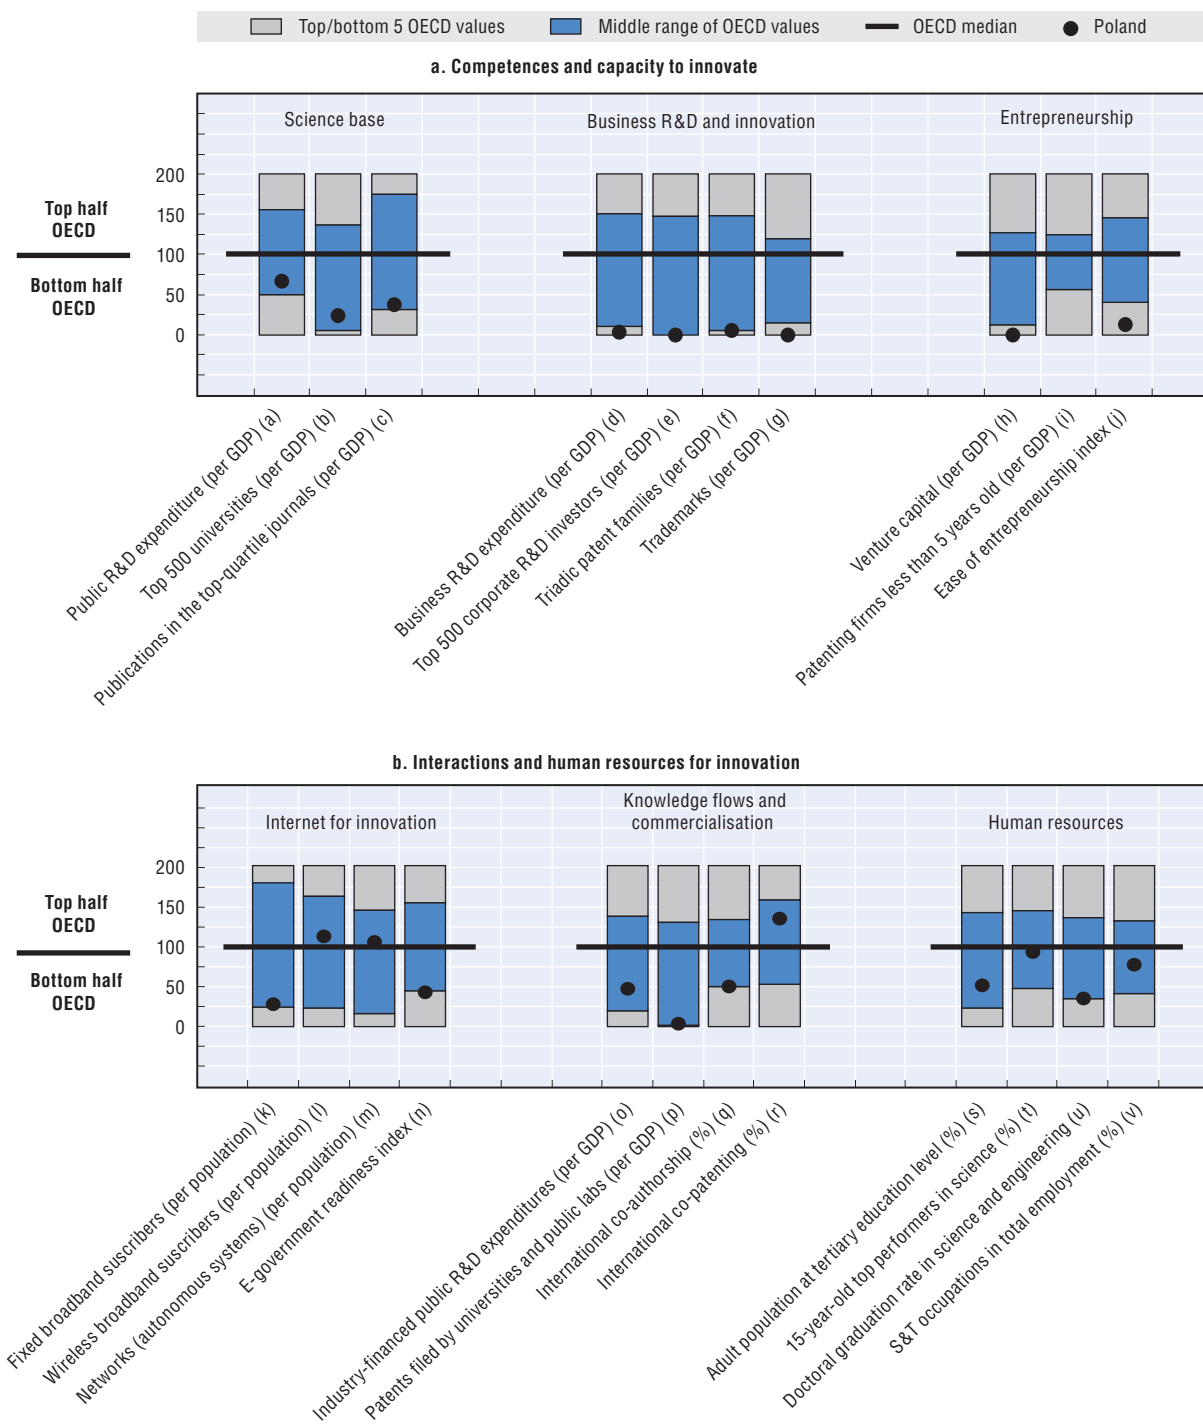 Top/bottom 5 OECD values
Middle range of OECD values
OECD median
Poland
a. Competences and capacity to innovate
Science base
Business R&D and innovation
Entrepreneurship
200
150
100
50
0
Top half
OECD
Bottom half
OECD
Public R&D expenditure (per GDP) (a)
Top 500 universities (per GDP) (b)
Publications in the top-quartile journals (per GDP) (c)
Business R&D expenditure (per GDP) (d)
Top 500 corporate R&D investors (per GDP) (e)
Triadic patent families (per GDP) (f)
Trademarks (per GDP) (g)
Venture capital (per GDP) (h)
Patenting firms less than 5 years old (per GDP) (i)
Ease of entrepreneurship index (j)
b. Interactions and human resources for innovation
Internet for innovation
Knowledge flows and
commercialisation
Human resources
200
150
100
50
0
Top half
OECD
Bottom half
OECD
Fixed broadband suscribers (per population) (k)
Wireless broadband suscribers (per population) (l)
Networks (autonomous systems) (per population) (m)
E-government readiness index (n)
Industry-financed public R&D expenditures (per GDP) (o)
Patents filed by universities and public labs (per GDP) (p)
International co-authorship (%) (q)
International co-patenting (%) (r)
Adult population at tertiary education level (%) (s)
15-year-old top performers in science (%) (t)
Doctoral graduation rate in science and engineering (u)
S&T occupations in total employment (%) (v)